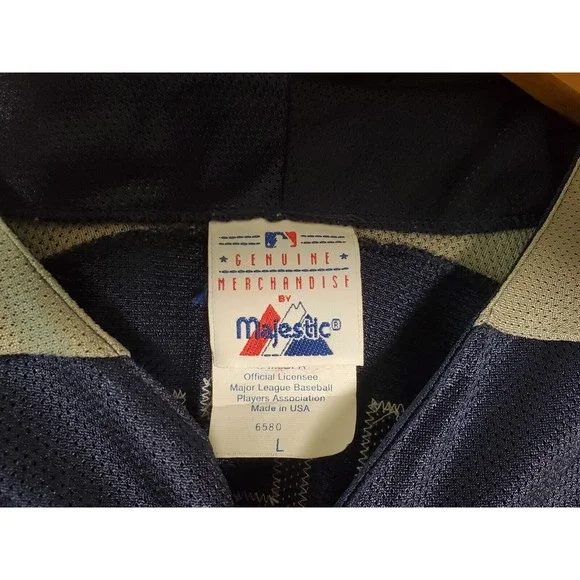 GENUINE
MERCHANDISE
BY
Majestic®
Official Licensee
Major League Baseball
Players Association
Made in USA
6580
L